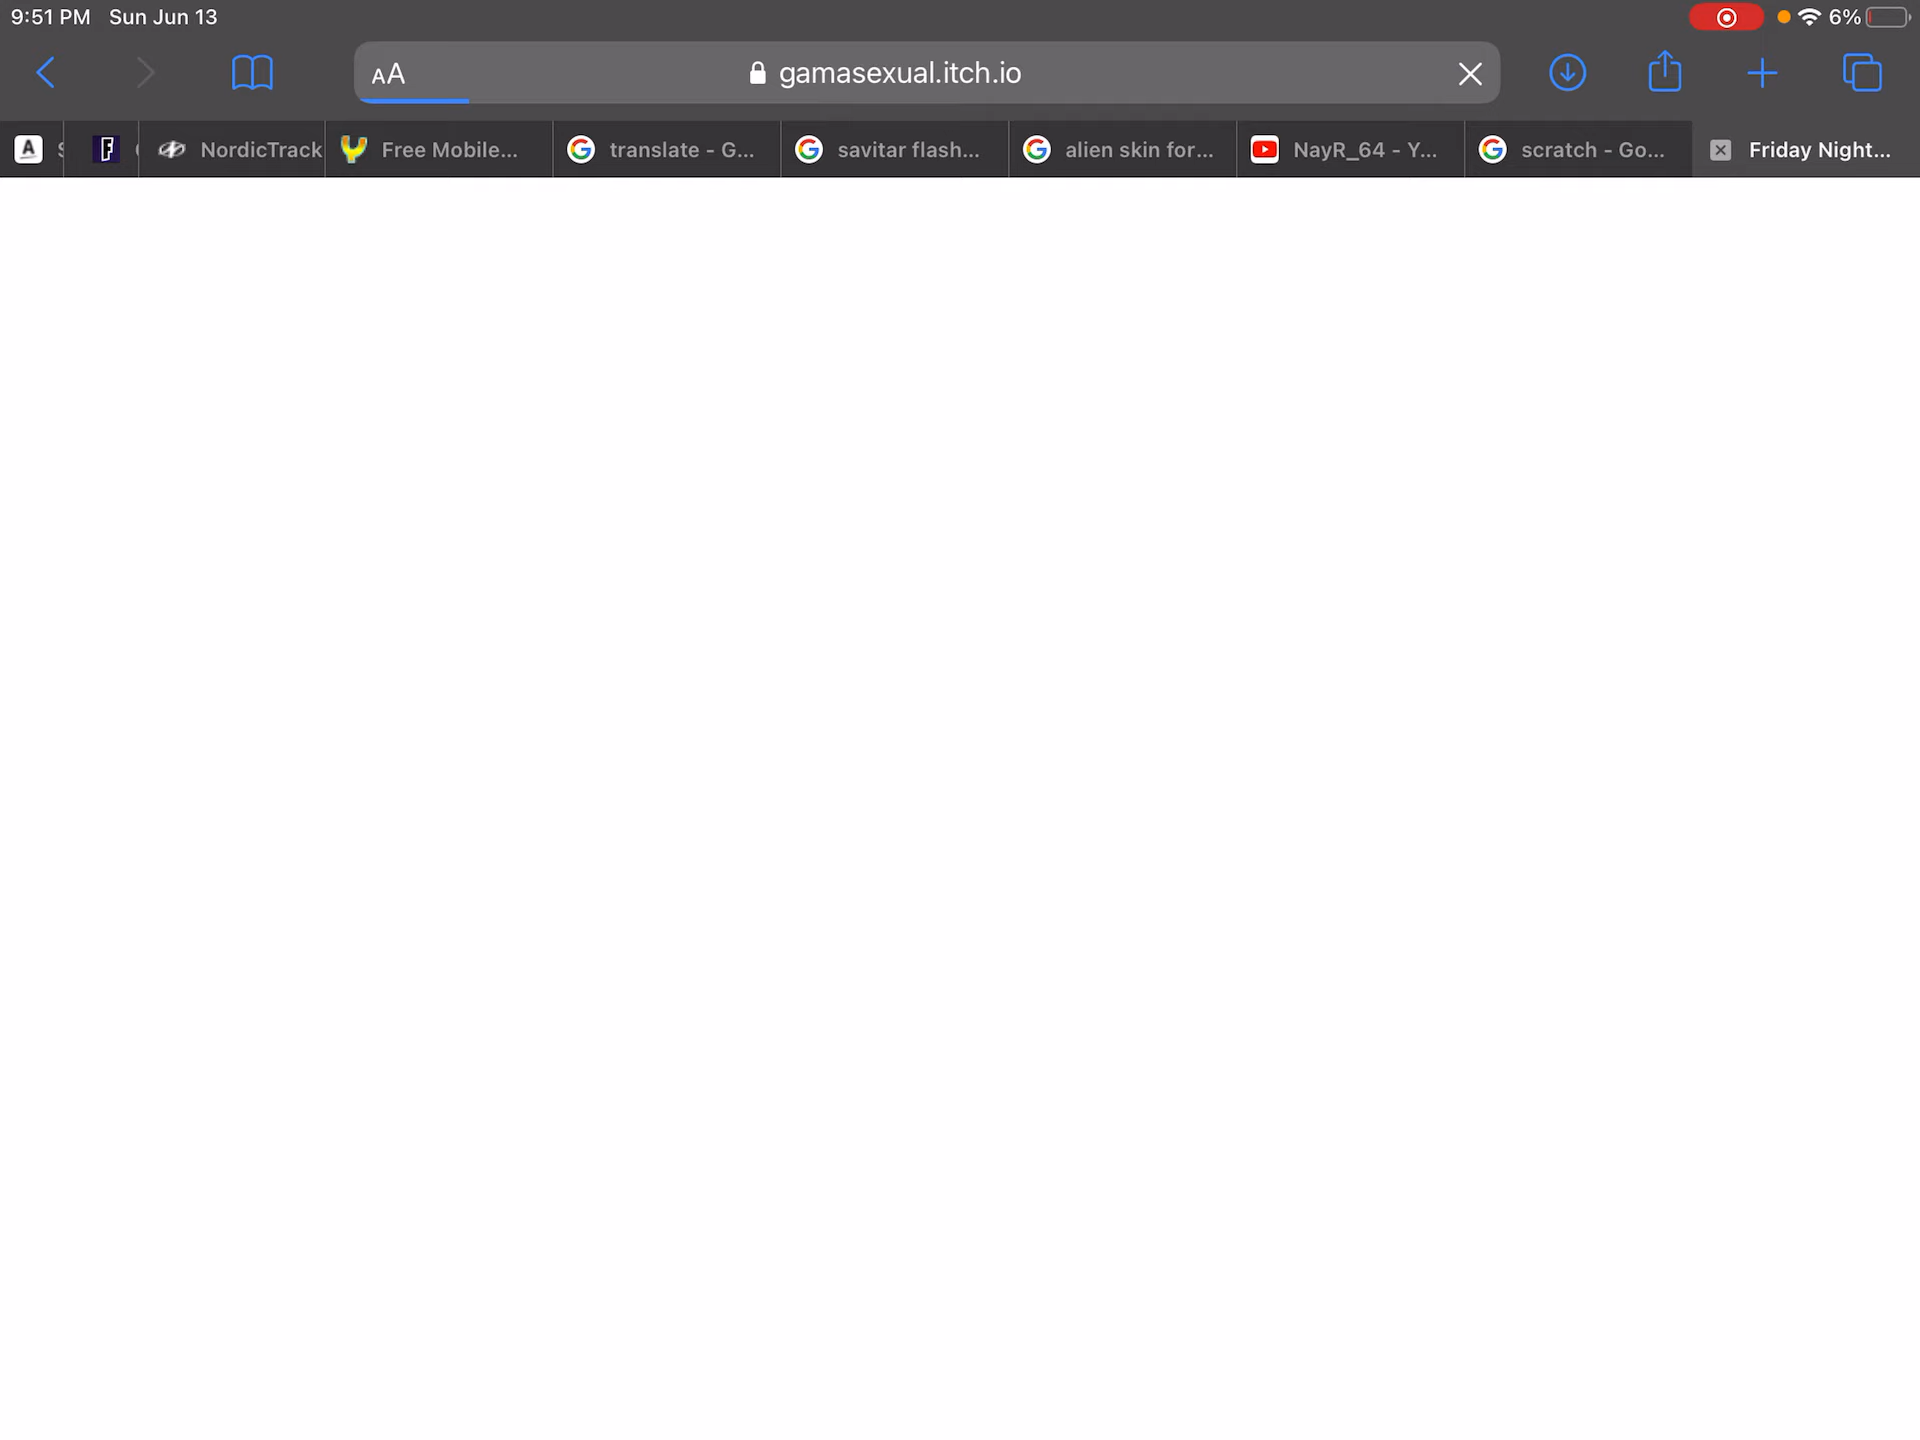 9:51 PM Sun Jun 13 6%
AA gamasexual.itch.io
A F NordicTrack Free Mobile... translate - G... savitar flash... alien skin for... NayR_64 - Y... scratch - Go... Friday Night...